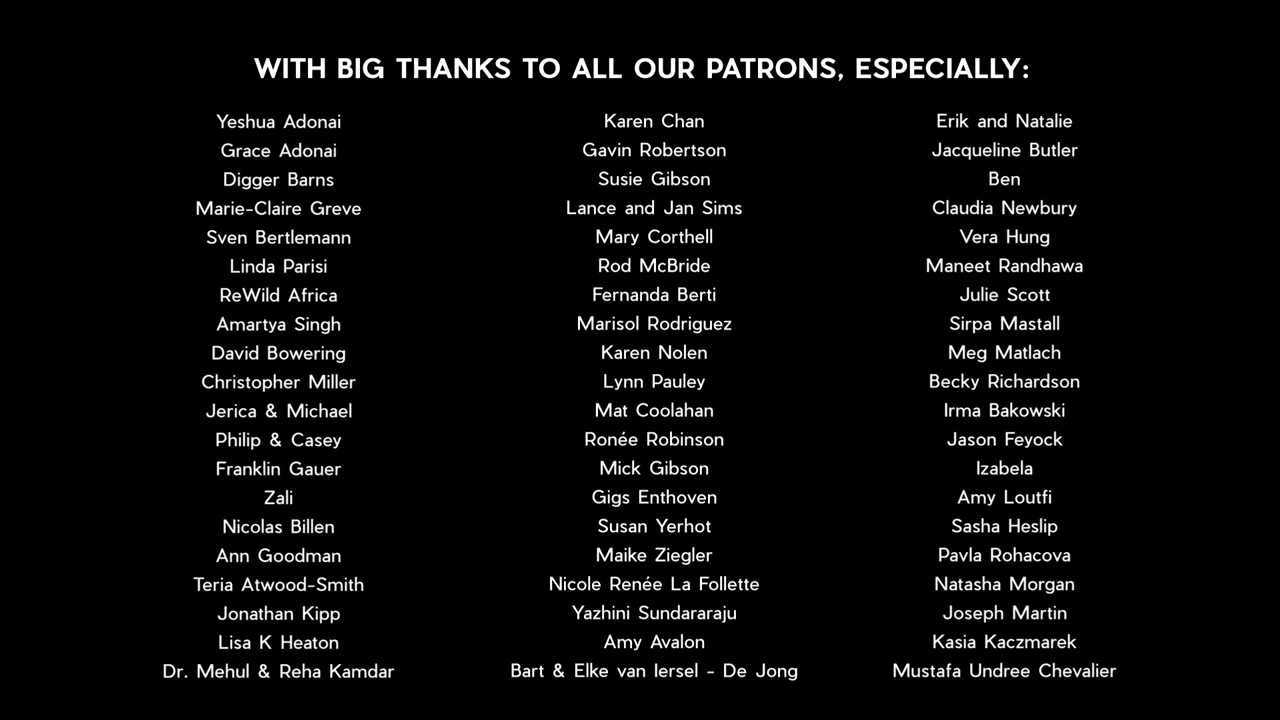 WITH BIG THANKS TO ALL OUR PATRONS, ESPECIALLY:
Yeshua Adonai
Grace Adonai
Digger Barns
Marie-Claire Greve
Sven Bertlemann
Linda Parisi
ReWild Africa
Amartya Singh
David Bowering
Christopher Miller
Jerica & Michael
Philip & Casey
Franklin Gauer
Zali
Nicolas Billen
Ann Goodman
Teria Atwood-Smith
Jonathan Kipp
Lisa K Heaton
Dr. Mehul & Reha Kamdar
Karen Chan
Gavin Robertson
Susie Gibson
Lance and Jan Sims
Mary Corthell
Rod McBride
Fernanda Berti
Marisol Rodriguez
Karen Nolen
Lynn Pauley
Mat Coolahan
Ronée Robinson
Mick Gibson
Gigs Enthoven
Susan Yerhot
Maike Ziegler
Nicole Renée La Follette
Yazhini Sundararaju
Amy Avalon
Bart & Elke van Iersel - De Jong
Erik and Natalie
Jacqueline Butler
Ben
Claudia Newbury
Vera Hung
Maneet Randhawa
Julie Scott
Sirpa Mastall
Meg Matlach
Becky Richardson
Irma Bakowski
Jason Feyock
Izabela
Amy Loutfi
Sasha Heslip
Pavla Rohacova
Natasha Morgan
Joseph Martin
Kasia Kaczmarek
Mustafa Undree Chevalier